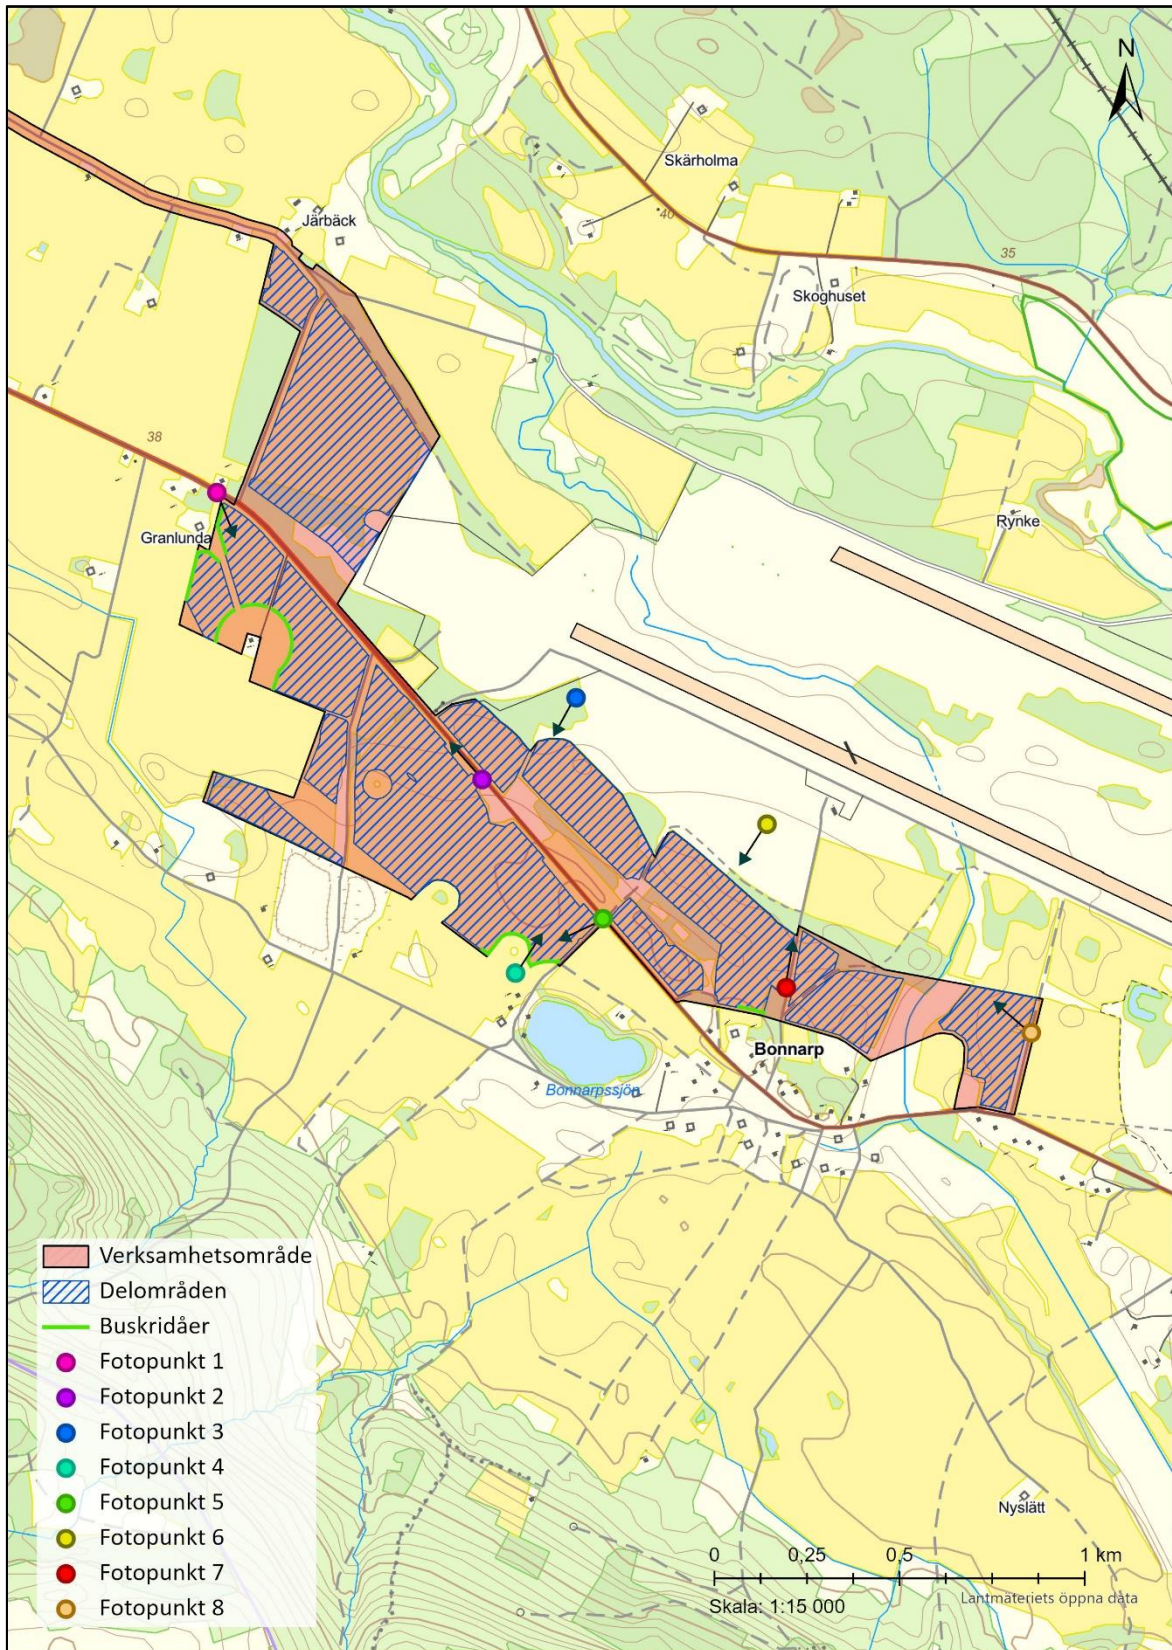 N
Skärholma
Järbäck
40
35
Skoghuset
38
Rynke
Granlunda
Bonnarp
Bonnarpssjön
Verksamhetsområde
Delområden
Buskridåer
Fotopunkt 1
Fotopunkt 2
Fotopunkt 3
Fotopunkt 4
Fotopunkt 5
Nyslätt
Fotopunkt 6
0 0,25 0,5 1 km
Fotopunkt 7
Skala: 1:15 000
Lantmäteriets öppna data
Fotopunkt 8